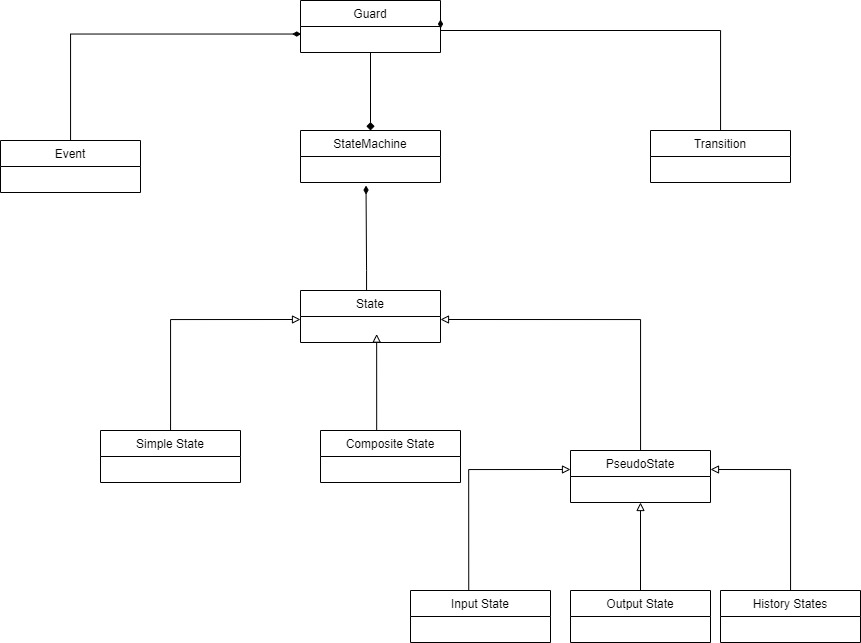 Guard
Event
StateMachine
Transition
State
Simple State
Composite State
PseudoState
Input State
Output State
History States